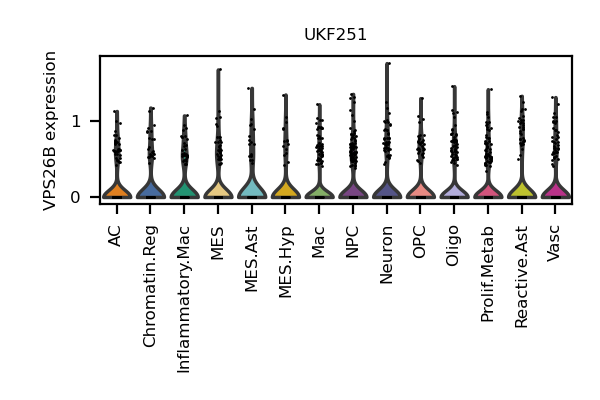 UKF251
VPS26B expression
1
0
AC
Chromatin.Reg
Inflammatory.Mac
MES
MES.Ast
MES.Hyp
Mac
NPC
Neuron
OPC
Oligo
Prolif.Metab
Reactive.Ast
Vasc